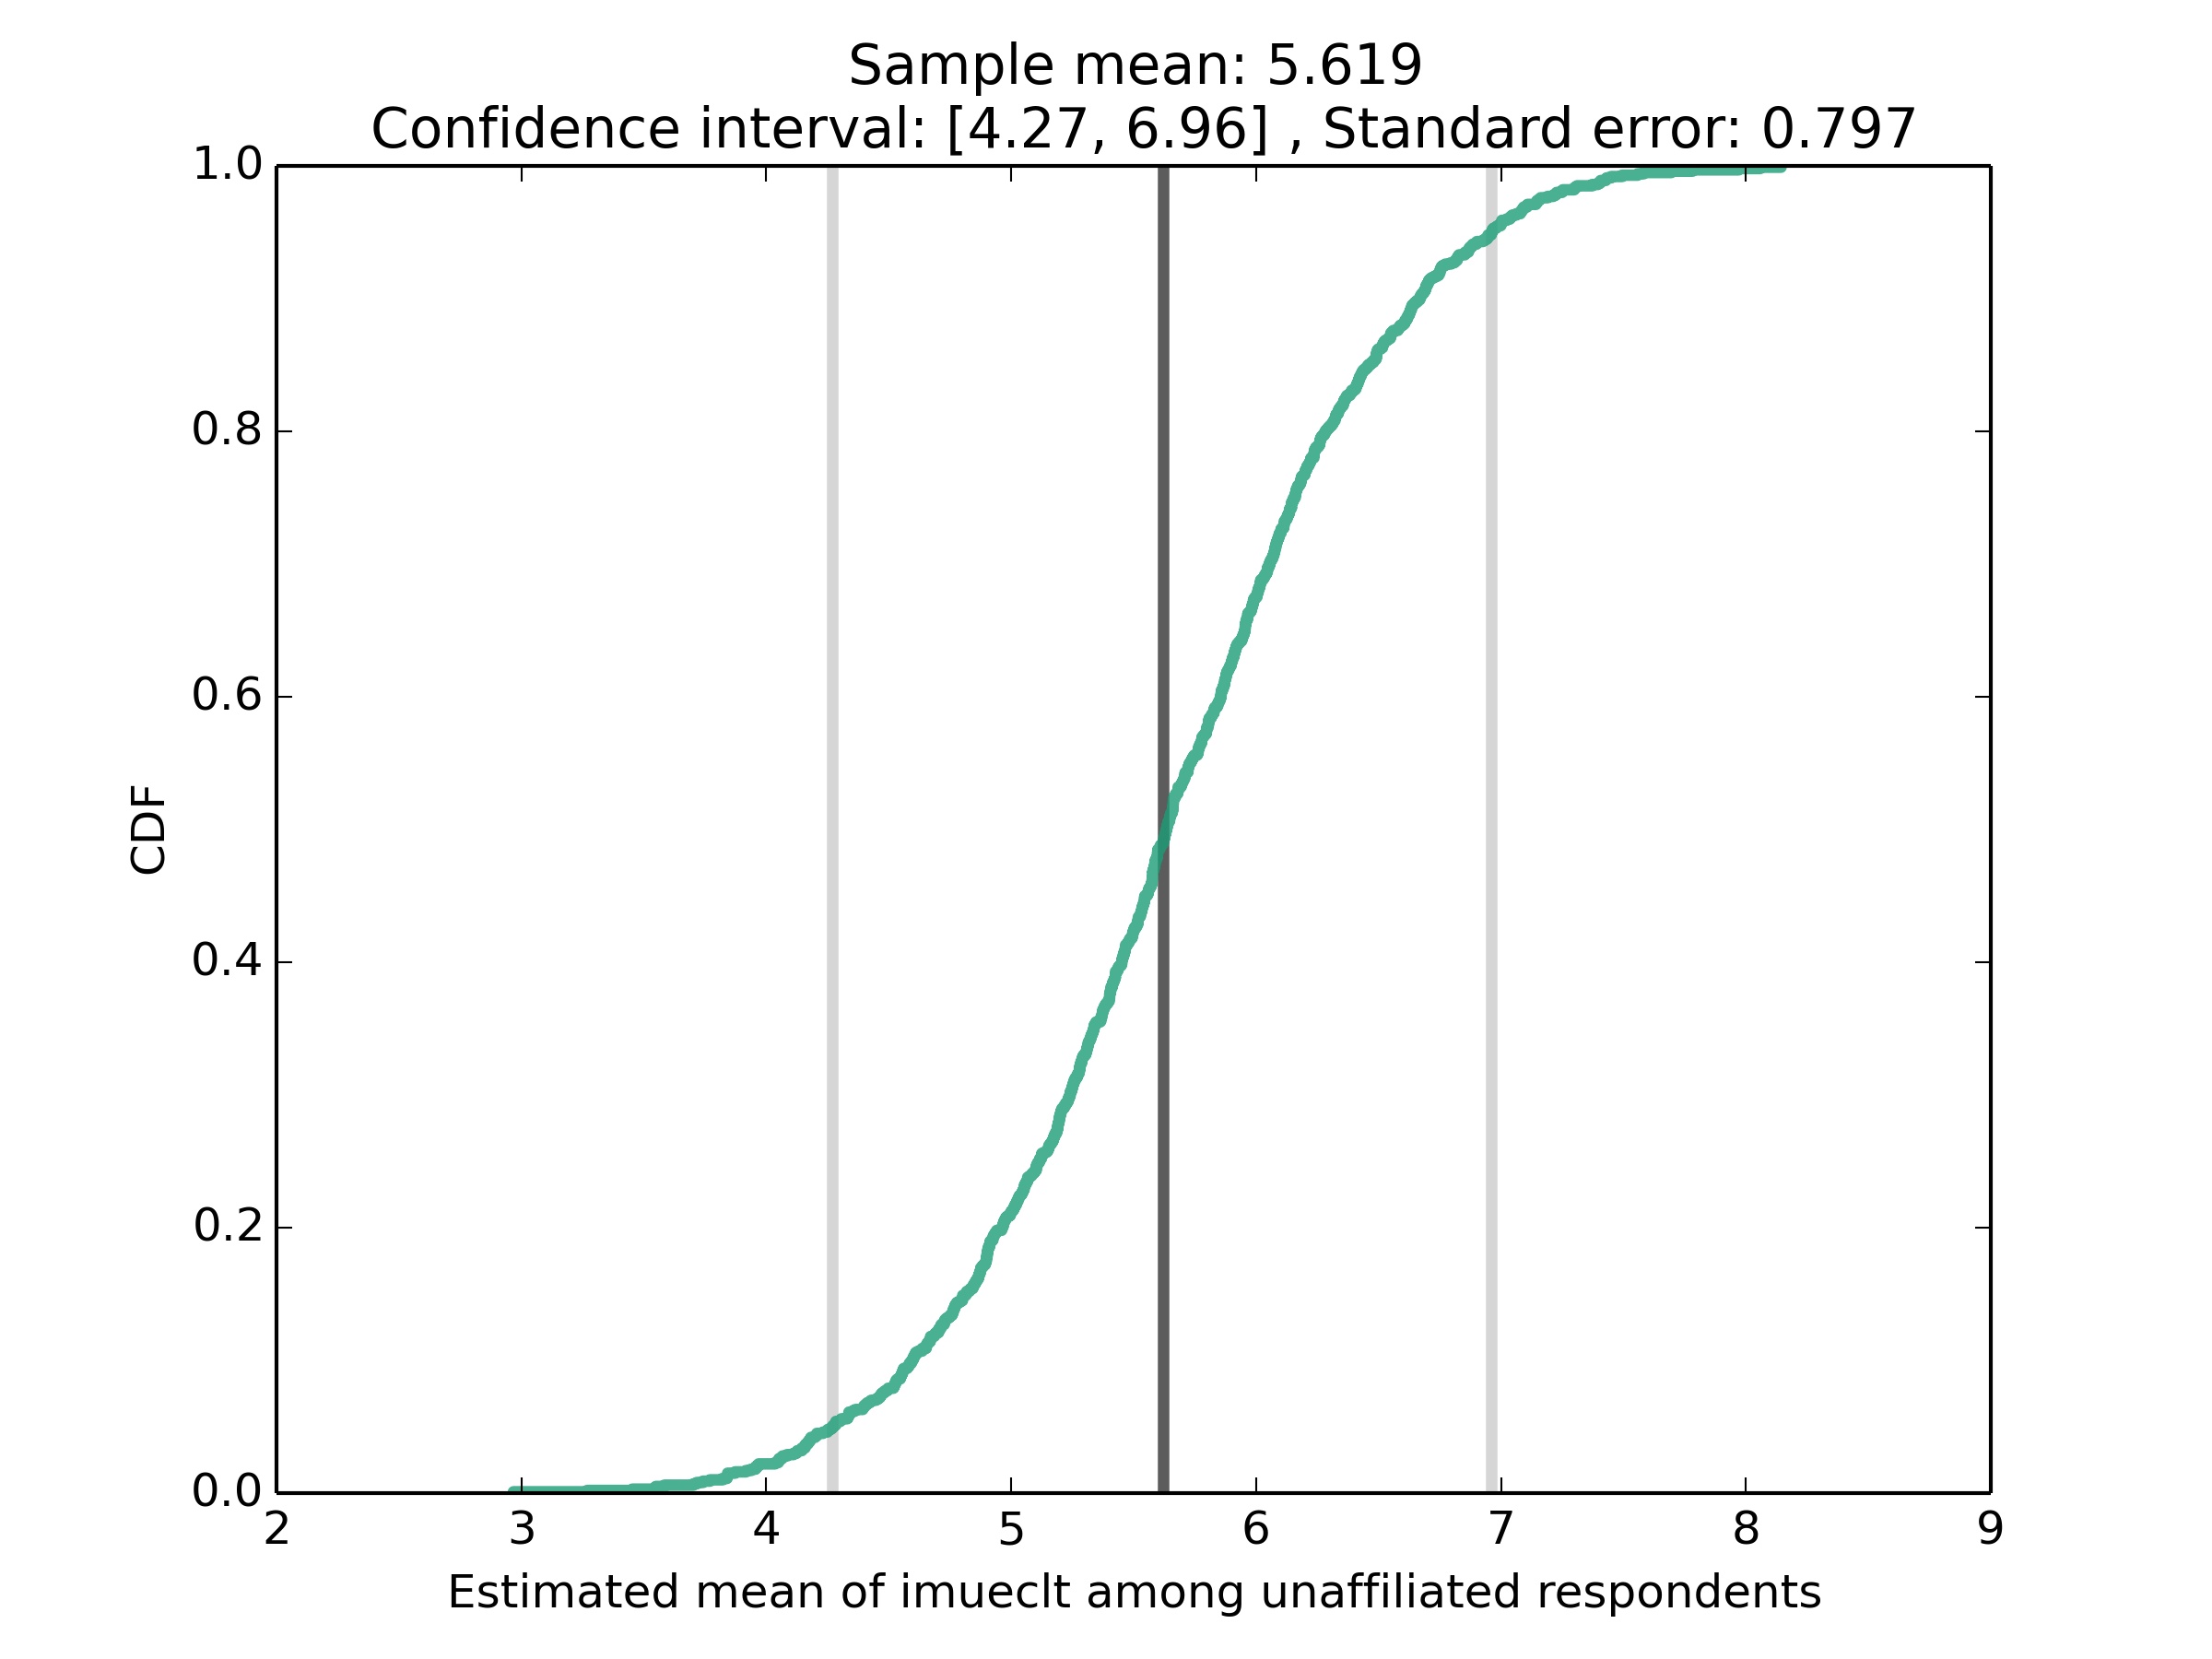 Sample mean: 5.619
Confidence interval: [4.27, 6.96] , Standard error: 0.797
1.0
0.8
0.6
0.4
0.2
0.0
CDF
2 3 4 5 6 7 8 9
Estimated mean of imueclt among unaffiliated respondents